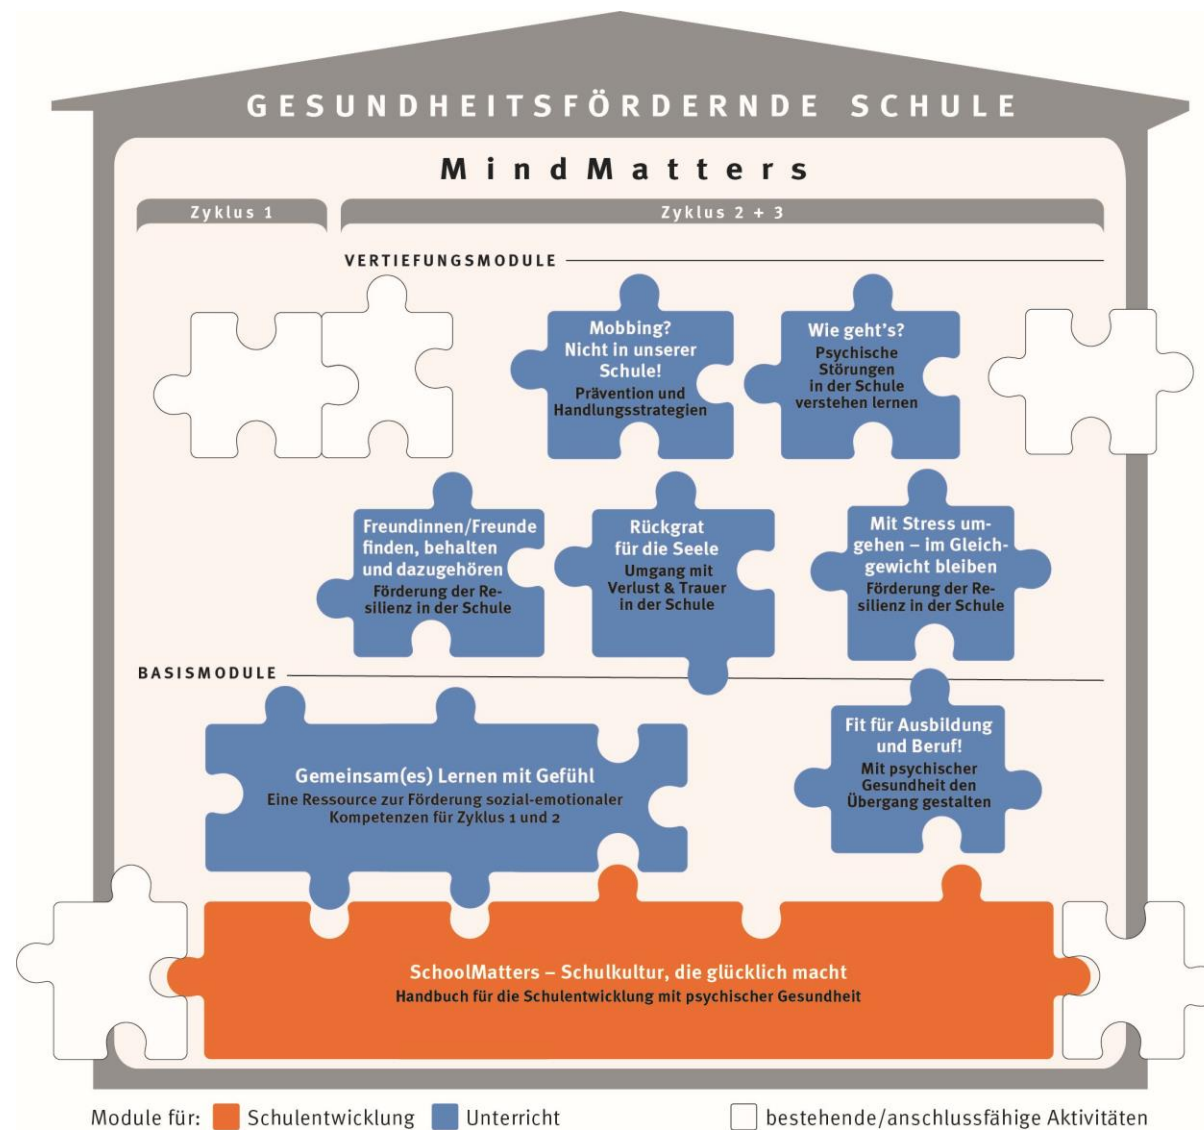 GESUNDHEITSFÖRDERNDE SCHULE
MindMatters
Zyklus 1
Zyklus 2 + 3
VERTIEFUNGSMODULE
Mobbing?
Nicht in unserer
Schule!
Prävention und
Handlungsstrategien
Wie geht's?
Psychische
Störungen
in der Schule
verstehen lernen
Freundinnen/Freunde
finden, behalten
und dazugehören
Förderung der Re-
silienz in der Schule
Rückgrat
für die Seele
Umgang mit
Verlust & Trauer
in der Schule
Mit Stress um-
gehen – im Gleich-
gewicht bleiben
Förderung der Re-
silienz in der Schule
BASISMODULE
Gemeinsam(es) Lernen mit Gefühl
Eine Ressource zur Förderung sozial-emotionaler
Kompetenzen für Zyklus 1 und 2
Fit für Ausbildung
und Beruf!
Mit psychischer
Gesundheit den
Übergang gestalten
SchoolMatters – Schulkultur, die glücklich macht
Handbuch für die Schulentwicklung mit psychischer Gesundheit
Module für: Schulentwicklung Unterricht bestehende/anschlussfähige Aktivitäten